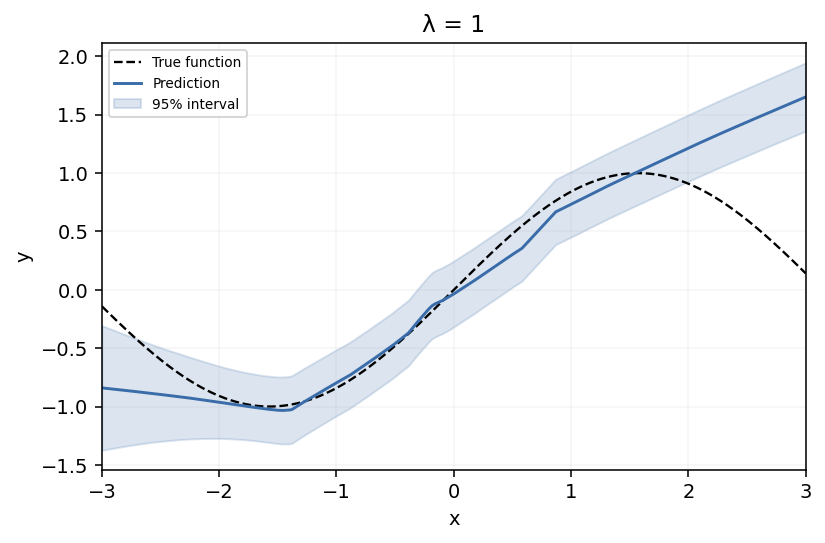 λ = 1
True function
Prediction
95% interval
2.0
1.5
1.0
0.5
0.0
−0.5
−1.0
−1.5
y
−3 −2 −1 0 1 2 3
x